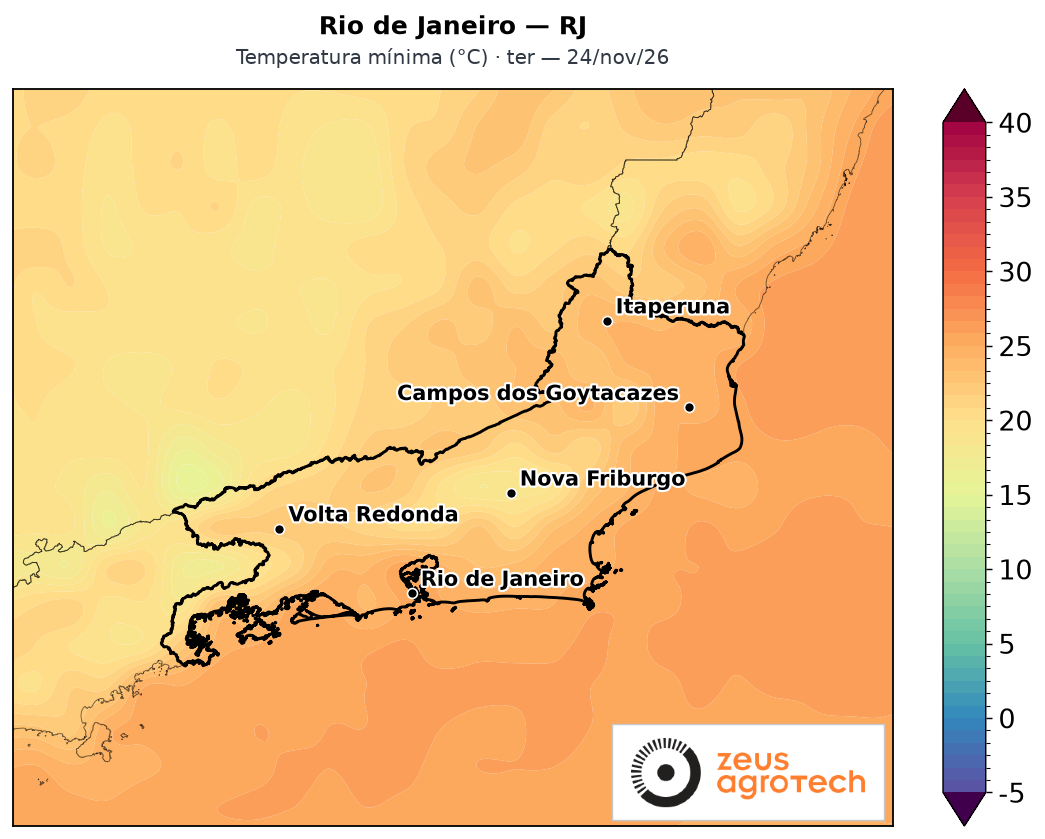 Rio de Janeiro — RJ
Temperatura mínima (°C) · ter — 24/nov/26
Itaperuna
Campos dos Goytacazes
Nova Friburgo
Volta Redonda
Rio de Janeiro
40
35
30
25
20
15
10
5
0
-5
zeus
agrotech